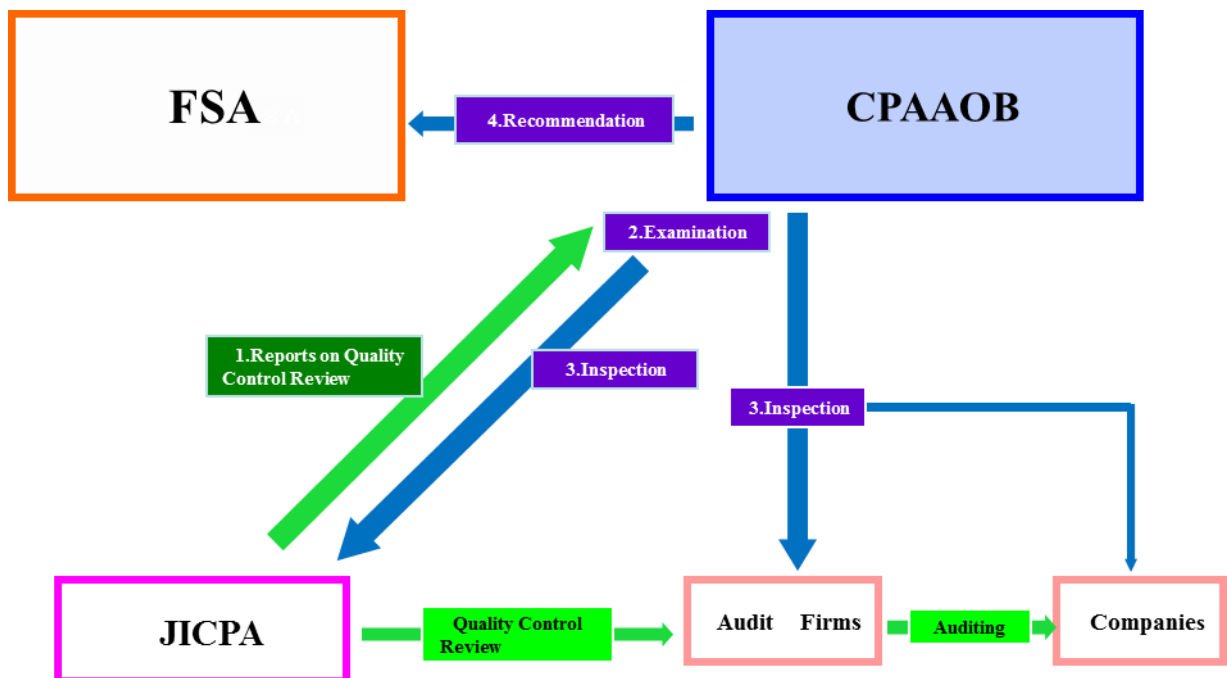 FSA
CPAAOB
4.Recommendation
2.Examination
1.Reports on Quality
Control Review
3.Inspection
3.Inspection
JICPA
Quality Control
Review
Audit Firms
Auditing
Companies